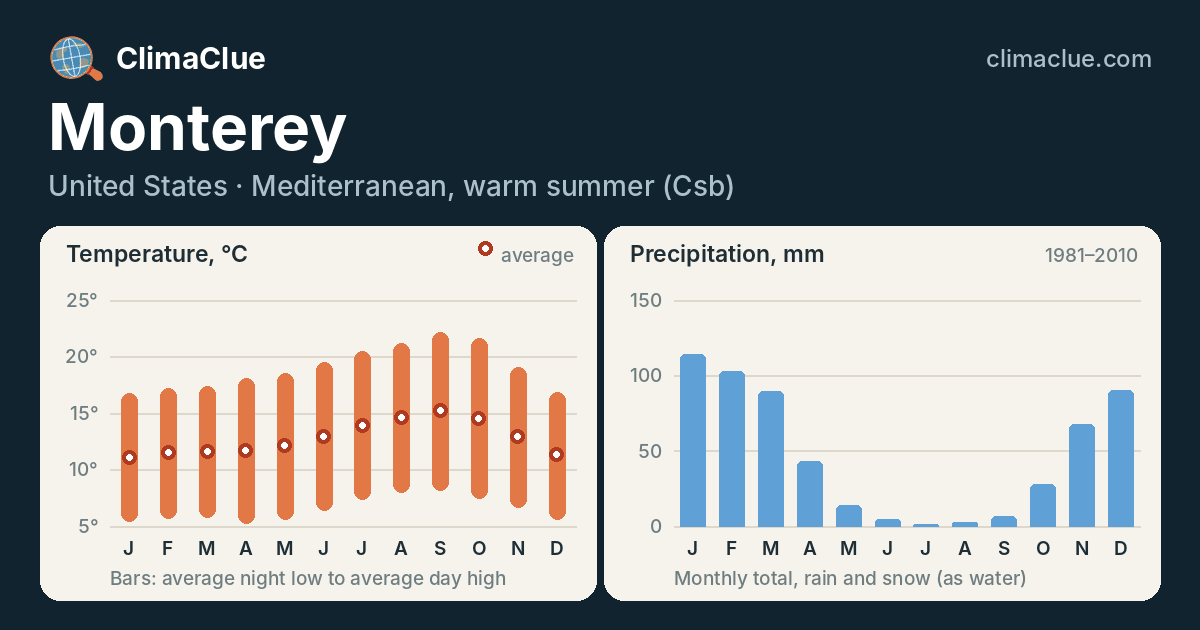 ClimaClue
climaclue.com
Monterey
United States · Mediterranean, warm summer (Csb)
Temperature, °C
average
25°
20°
15°
10°
5°
J F M A M J J A S O N D
Bars: average night low to average day high
Precipitation, mm
1981–2010
150
100
50
0
J F M A M J J A S O N D
Monthly total, rain and snow (as water)